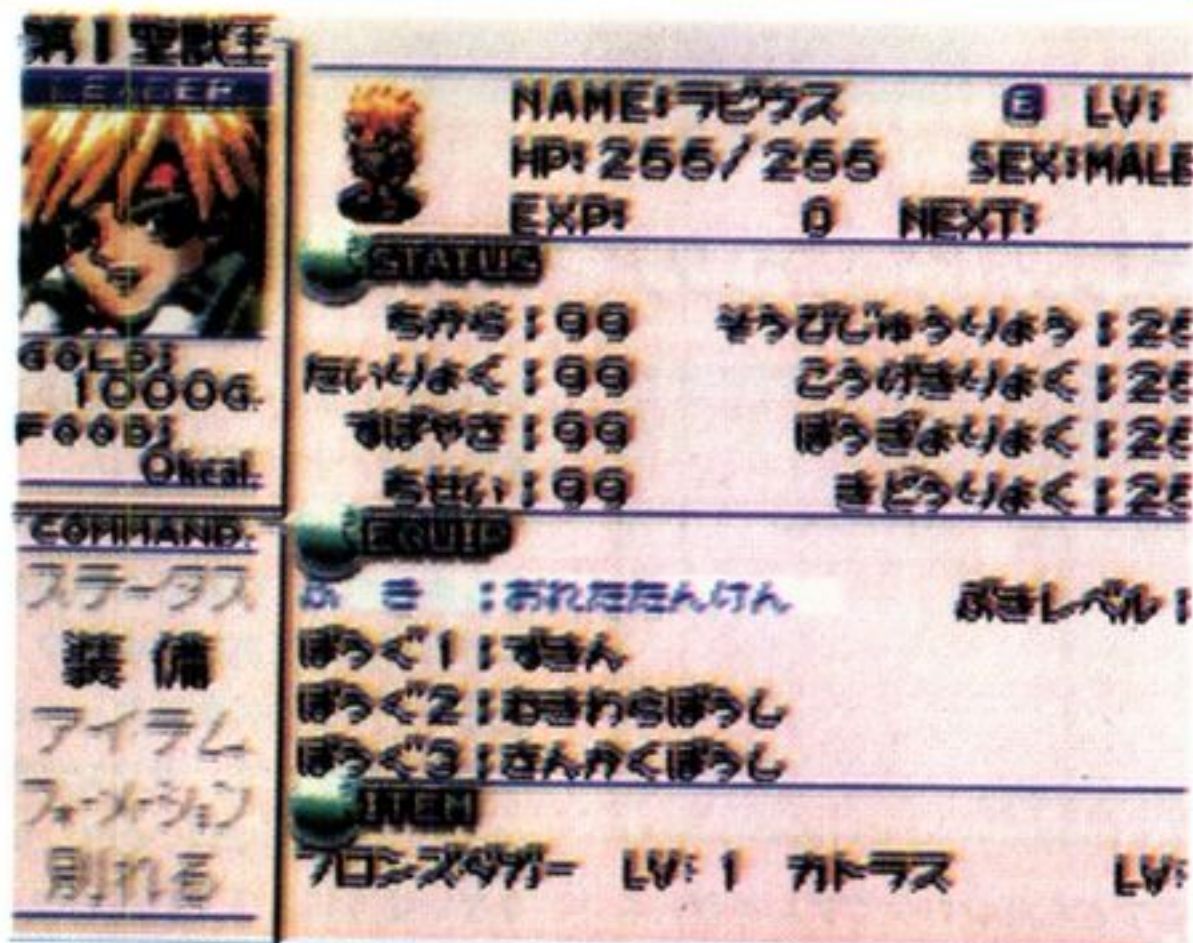 第1聖獣王
LEADER
GOLD:
1000G.
FOOD:
0kcal.
COMMAND.
ステータス
装備
アイテム
フォーメーション
別れる
NAME:ラピウス LV:
HP:255/255 SEX:MALE
EXP: 0 NEXT:
STATUS
ちから:99 そうびじゅうりょう:25
たいりょく:99 こうげきりょく:25
すばやさ:99 ぼうぎょりょく:25
ちせい:99 きどうりょく:25
EQUIP
ぶき :おれたたんけん ぶきレベル:
ぼうぐ1:ずきん
ぼうぐ2:むぎわらぼうし
ぼうぐ3:さんかくぼうし
ITEM
ブロンズダガー LV:1 カトラス LV: